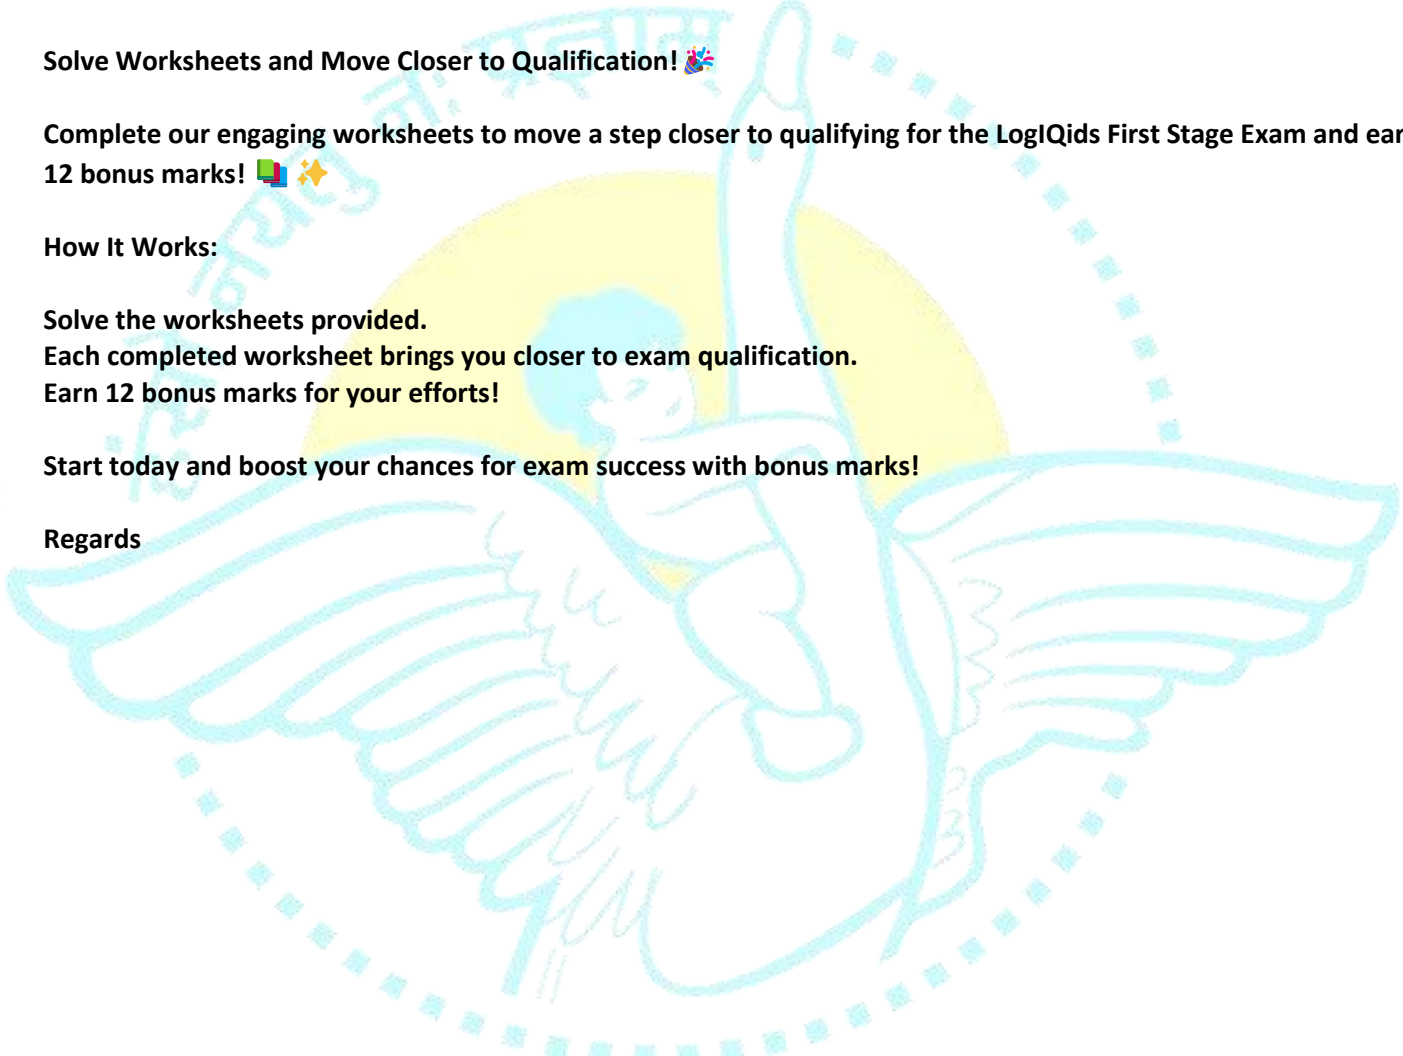 हंसो नयतु नः प्रज्ञानम्
Solve Worksheets and Move Closer to Qualification! 🎉
Complete our engaging worksheets to move a step closer to qualifying for the LogIQids First Stage Exam and ear
12 bonus marks! 📚 ✨
How It Works:
Solve the worksheets provided.
Each completed worksheet brings you closer to exam qualification.
Earn 12 bonus marks for your efforts!
Start today and boost your chances for exam success with bonus marks!
Regards